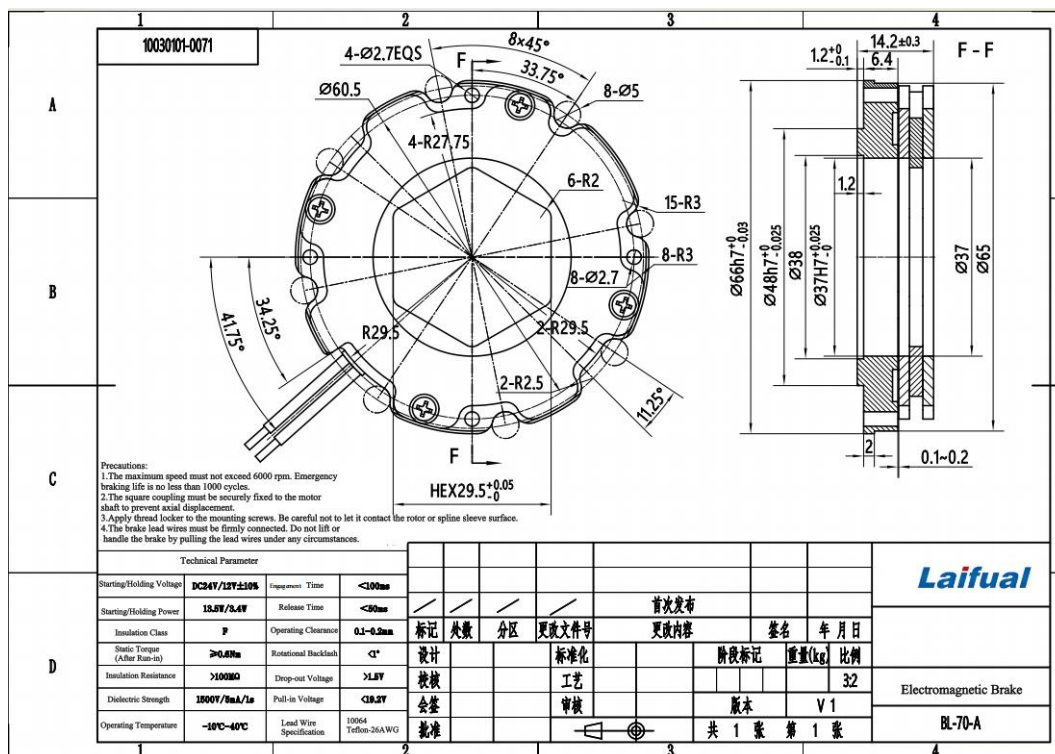 1 2 3 4
10030101-0071
A
B
C
D
A
B
C
D
F
8×45°
4-Ø2.7EQS
33.75°
Ø60.5
8-Ø5
4-R27.75
6-R2
15-R3
8-R3
8-Ø2.7
2-R29.5
R29.5
34.25°
41.75°
2-R2.5
11.25°
F
HEX29.5+0.05 -0
14.2±0.3
F - F
1.2+0 -0.1
6.4
1.2
Ø66h7+0 -0.03
Ø48h7+0 -0.025
Ø38
Ø37H7+0.025 -0
Ø37
Ø65
2
0.1~0.2
Precautions:
1.The maximum speed must not exceed 6000 rpm. Emergency
braking life is no less than 1000 cycles.
2.The square coupling must be securely fixed to the motor
shaft to prevent axial displacement.
3.Apply thread locker to the mounting screws. Be careful not to let it contact the rotor or spline sleeve surface.
4.The brake lead wires must be firmly connected. Do not lift or
handle the brake by pulling the lead wires under any circumstances.
Technical Parameter
Starting/Holding Voltage DC24V/12V±10% Engagement Time <100ms
Starting/Holding Power 13.5W/3.4W Release Time <50ms
Insulation Class F Operating Clearance 0.1-0.2mm
Static Torque
(After Run-in) ≥0.6Nm Rotational Backlash <1°
Insulation Resistance >100MΩ Drop-out Voltage >1.5V
Dielectric Strength 1500V/5mA/1s Pull-in Voltage <19.2V
Operating Temperature -10℃-40℃ Lead Wire
Specification 10064
Teflon-26AWG
首次发布
标记 处数 分区 更改文件号 更改内容 签名 年 月 日
设计 标准化 阶段标记 重量(kg) 比例
校核 工艺 3:2
会签 审核 版本 V 1
批准 共 1 张 第 1 张
Laifual
Electromagnetic Brake
BL-70-A
1 2 3 4